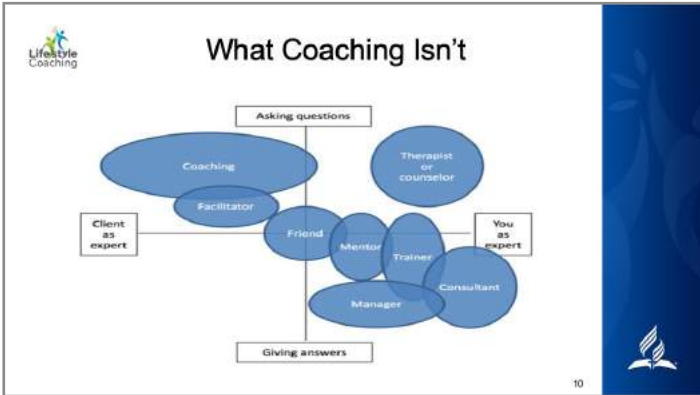 Lifestyle
Coaching
What Coaching Isn't
Asking questions
Coaching
Therapist
or
counselor
Facilitator
Client
as
expert
Friend
Mentor
Trainer
You
as
expert
Consultant
Manager
Giving answers
10